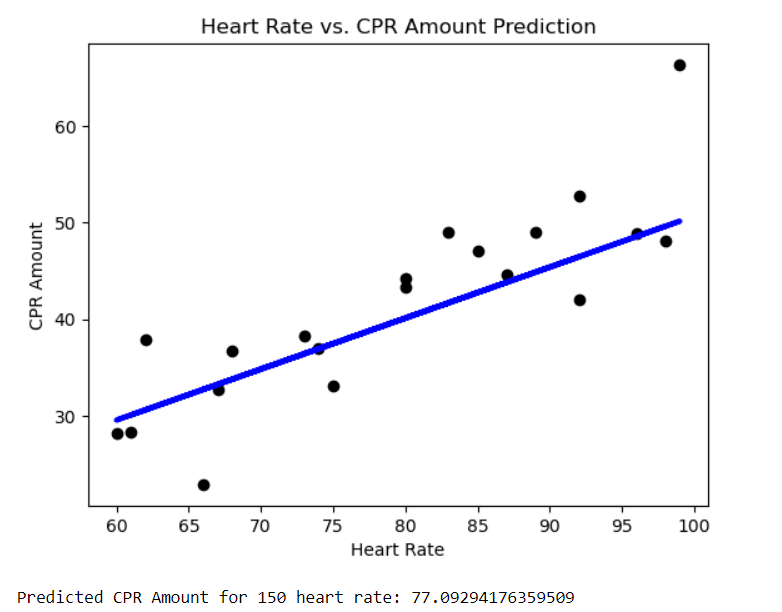 Heart Rate vs. CPR Amount Prediction
60
50
40
30
CPR Amount
60 65 70 75 80 85 90 95 100
Heart Rate
Predicted CPR Amount for 150 heart rate: 77.09294176359509